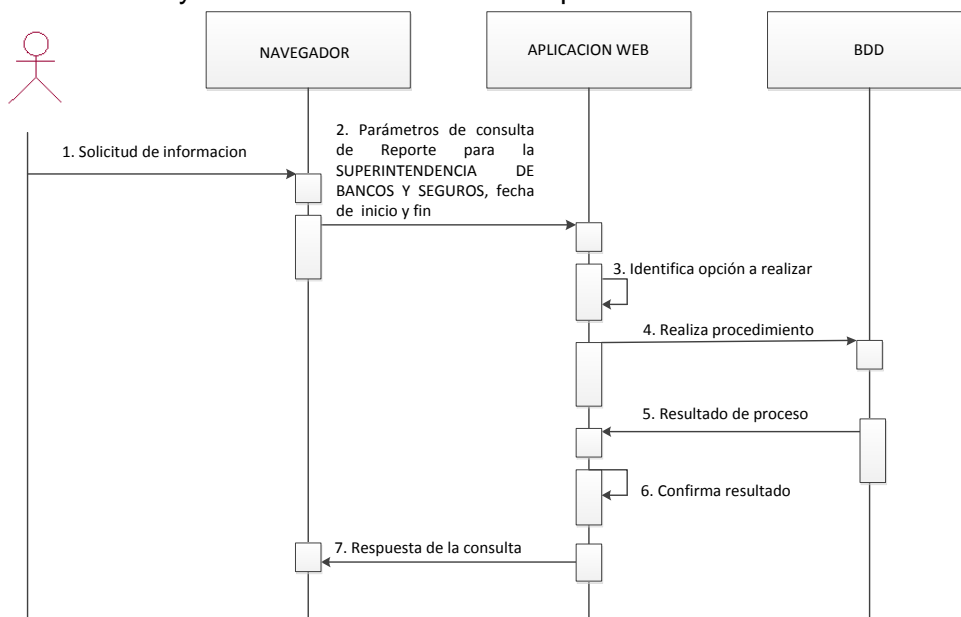 NAVEGADOR
APLICACION WEB
BDD
1. Solicitud de informacion
2. Parámetros de consulta
de Reporte para la
SUPERINTENDENCIA DE
BANCOS Y SEGUROS, fecha
de inicio y fin
3. Identifica opción a realizar
4. Realiza procedimiento
5. Resultado de proceso
6. Confirma resultado
7. Respuesta de la consulta